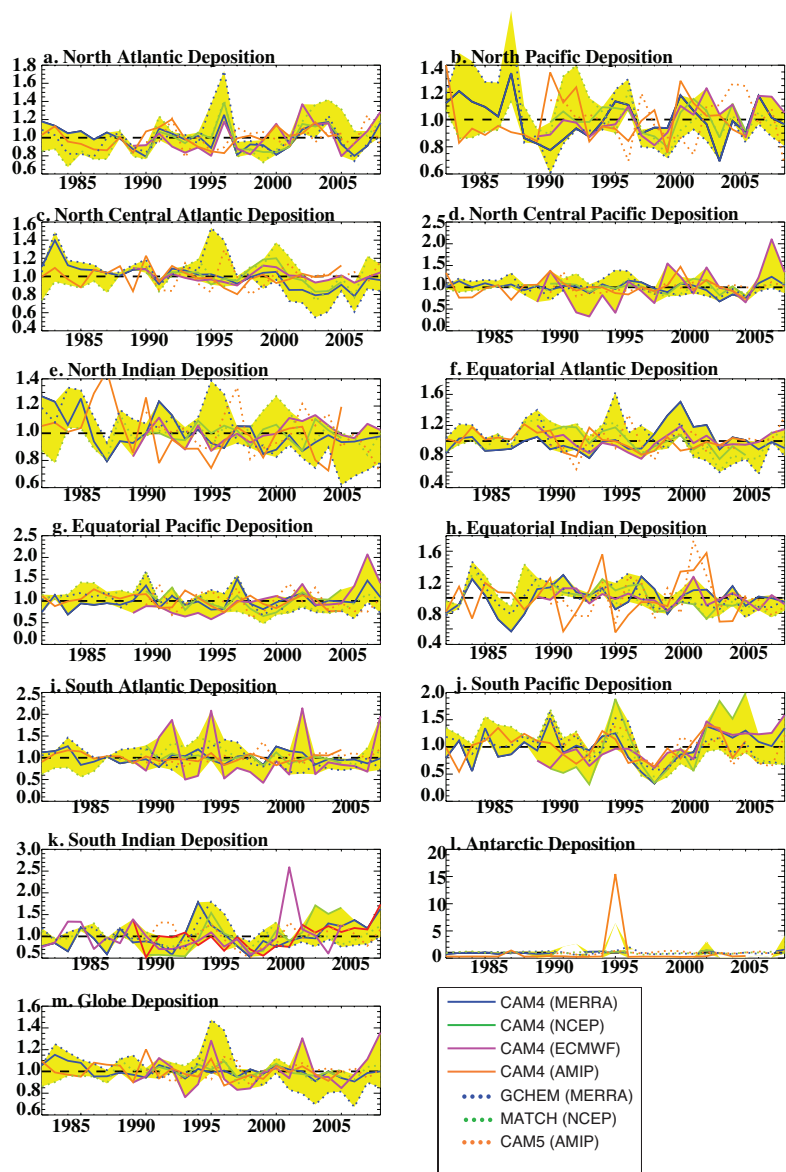 a. North Atlantic Deposition
1.8
1.6
1.4
1.2
1.0
0.8
0.6
1985 1990 1995 2000 2005
b. North Pacific Deposition
1.4
1.2
1.0
0.8
0.6
1985 1990 1995 2000 2005
c. North Central Atlantic Deposition
1.6
1.4
1.2
1.0
0.8
0.6
0.4
1985 1990 1995 2000 2005
d. North Central Pacific Deposition
2.5
2.0
1.5
1.0
0.5
0.0
1985 1990 1995 2000 2005
e. North Indian Deposition
1.4
1.2
1.0
0.8
0.6
1985 1990 1995 2000 2005
f. Equatorial Atlantic Deposition
2.0
1.6
1.2
1.0
0.8
0.4
1985 1990 1995 2000 2005
g. Equatorial Pacific Deposition
2.5
2.0
1.5
1.0
0.5
0.0
1985 1990 1995 2000 2005
h. Equatorial Indian Deposition
1.6
1.2
1.0
0.8
0.4
1985 1990 1995 2000 2005
i. South Atlantic Deposition
2.5
2.0
1.5
1.0
0.5
0.0
1985 1990 1995 2000 2005
j. South Pacific Deposition
2.0
1.5
1.0
0.5
0.0
1985 1990 1995 2000 2005
k. South Indian Deposition
3.0
2.5
2.0
1.5
1.0
0.5
1985 1990 1995 2000 2005
l. Antarctic Deposition
20
15
10
5
0
1985 1990 1995 2000 2005
m. Globe Deposition
1.6
1.4
1.2
1.0
0.8
0.6
1985 1990 1995 2000 2005
CAM4 (MERRA)
CAM4 (NCEP)
CAM4 (ECMWF)
CAM4 (AMIP)
GCHEM (MERRA)
MATCH (NCEP)
CAM5 (AMIP)